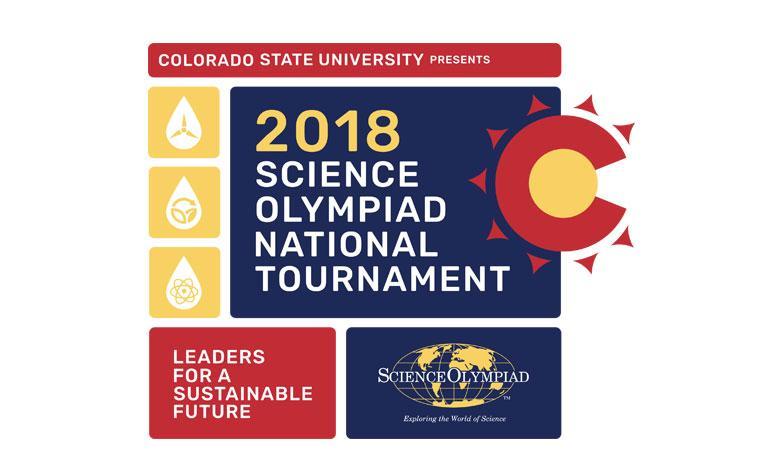 COLORADO STATE UNIVERSITY PRESENTS
2018
SCIENCE
OLYMPIAD
NATIONAL
TOURNAMENT
LEADERS
FOR A
SUSTAINABLE
FUTURE
SCIENCE OLYMPIAD
TM
Exploring the World of Science